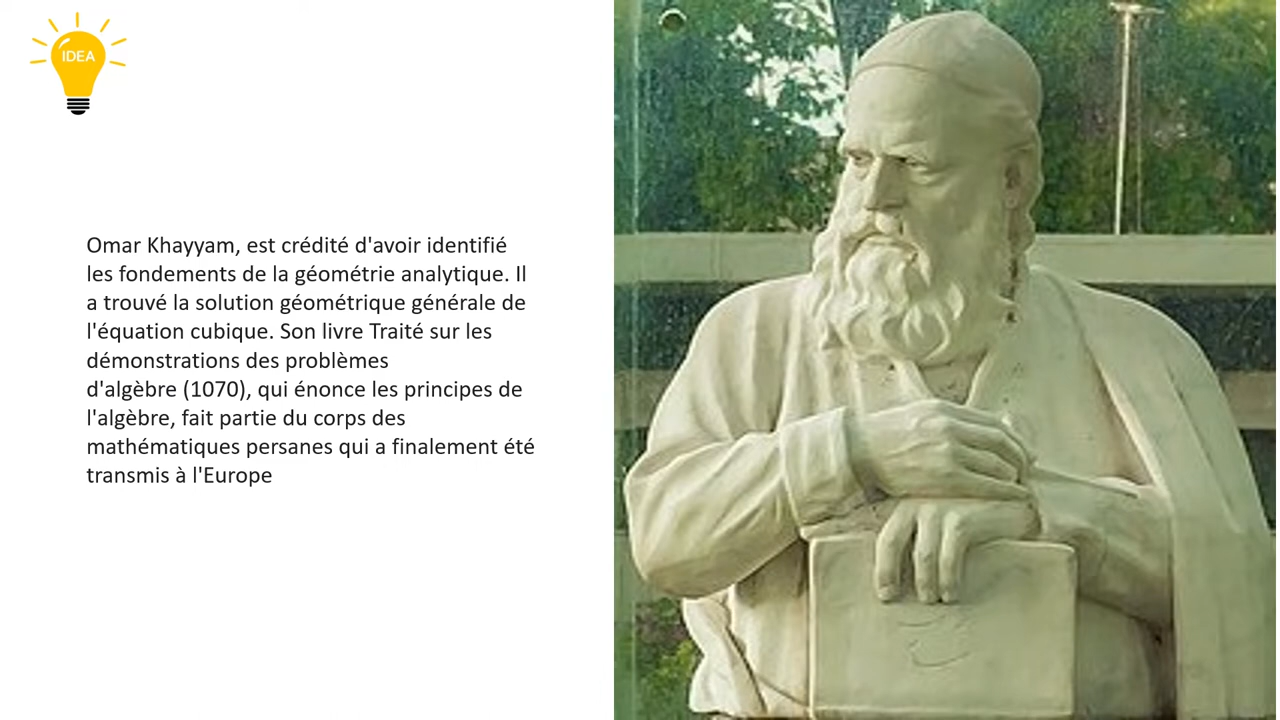 IDEA
Omar Khayyam, est crédité d'avoir identifié
les fondements de la géométrie analytique. Il
a trouvé la solution géométrique générale de
l'équation cubique. Son livre Traité sur les
démonstrations des problèmes
d'algèbre (1070), qui énonce les principes de
l'algèbre, fait partie du corps des
mathématiques persanes qui a finalement été
transmis à l'Europe